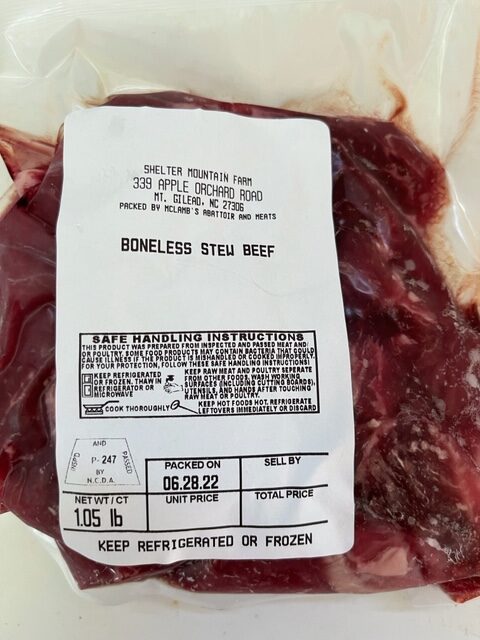 SHELTER MOUNTAIN FARM
339 APPLE ORCHARD ROAD
MT. GILEAD, NC 27306
PACKED BY MCLAMB'S ABATTOIR AND MEATS
BONELESS STEW BEEF
SAFE HANDLING INSTRUCTIONS
THIS PRODUCT WAS PREPARED FROM INSPECTED AND PASSED MEAT AND/
OR POULTRY. SOME FOOD PRODUCTS MAY CONTAIN BACTERIA THAT COULD
CAUSE ILLNESS IF THE PRODUCT IS MISHANDLED OR COOKED IMPROPERLY.
FOR YOUR PROTECTION, FOLLOW THESE SAFE HANDLING INSTRUCTIONS!
KEEP REFRIGERATED
OR FROZEN. THAW IN
REFRIGERATOR OR
MICROWAVE
KEEP RAW MEAT AND POULTRY SEPERATE
FROM OTHER FOODS. WASH WORKING
SURFACES (INCLUDING CUTTING BOARDS),
UTENSILS, AND HANDS AFTER TOUCHING
RAW MEAT OR POULTRY.
COOK THOROUGHLY
KEEP HOT FOODS HOT. REFRIGERATE
LEFTOVERS IMMEDIATELY OR DISCARD
AND
PASSED
P- 247
BY
N.C.D.A.
PACKED ON
06.28.22
SELL BY
NET WT / CT
1.05 lb
UNIT PRICE
TOTAL PRICE
KEEP REFRIGERATED OR FROZEN